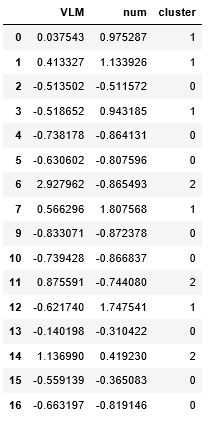 VLM num cluster
0 0.037543 0.975287 1
1 0.413327 1.133926 1
2 -0.513502 -0.511572 0
3 -0.518652 0.943185 1
4 -0.738178 -0.864131 0
5 -0.630602 -0.807596 0
6 2.927962 -0.865493 2
7 0.566296 1.807568 1
9 -0.833071 -0.872378 0
10 -0.739428 -0.866837 0
11 0.875591 -0.744080 2
12 -0.621740 1.747541 1
13 -0.140198 -0.310422 0
14 1.136990 0.419230 2
15 -0.559139 -0.365083 0
16 -0.663197 -0.819146 0